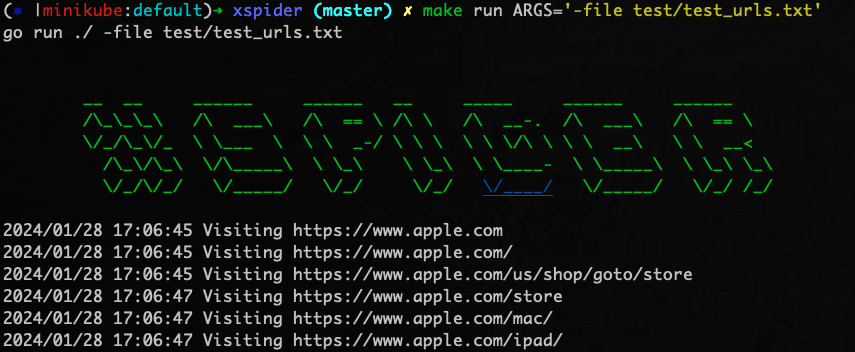 (* |minikube:default)➜ xspider (master) ✗ make run ARGS='-file test/test_urls.txt'
go run ./ -file test/test_urls.txt
XSPIDER
2024/01/28 17:06:45 Visiting https://www.apple.com
2024/01/28 17:06:45 Visiting https://www.apple.com/
2024/01/28 17:06:45 Visiting https://www.apple.com/us/shop/goto/store
2024/01/28 17:06:47 Visiting https://www.apple.com/store
2024/01/28 17:06:47 Visiting https://www.apple.com/mac/
2024/01/28 17:06:47 Visiting https://www.apple.com/ipad/